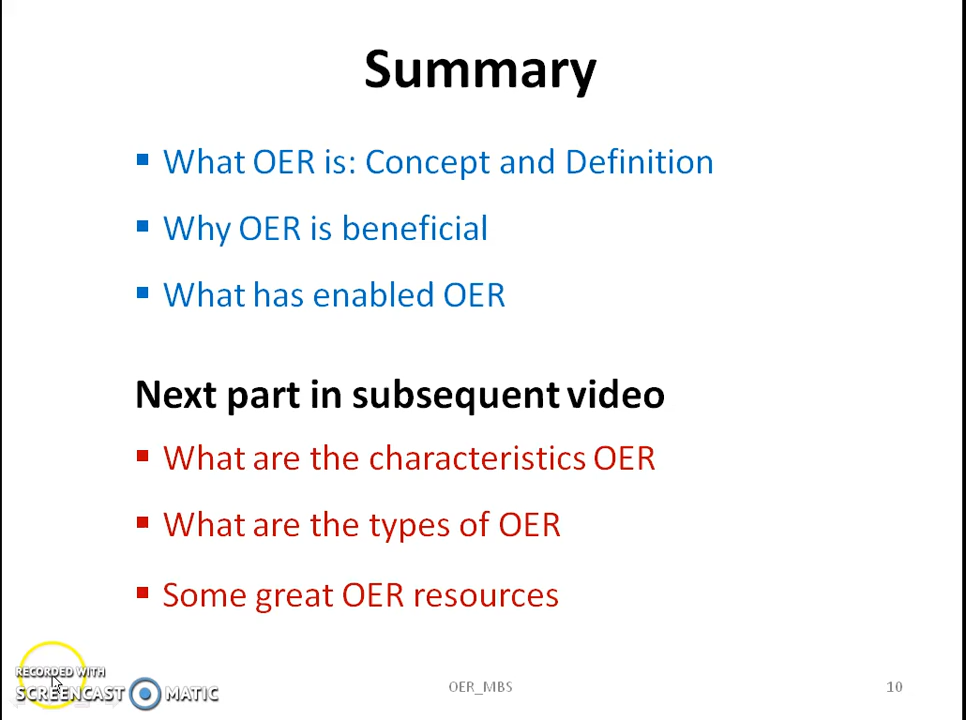 Summary
What OER is: Concept and Definition
Why OER is beneficial
What has enabled OER
Next part in subsequent video
What are the characteristics OER
What are the types of OER
Some great OER resources
RECORDED WITH
SCREENCAST MATIC
OER_MBS
10